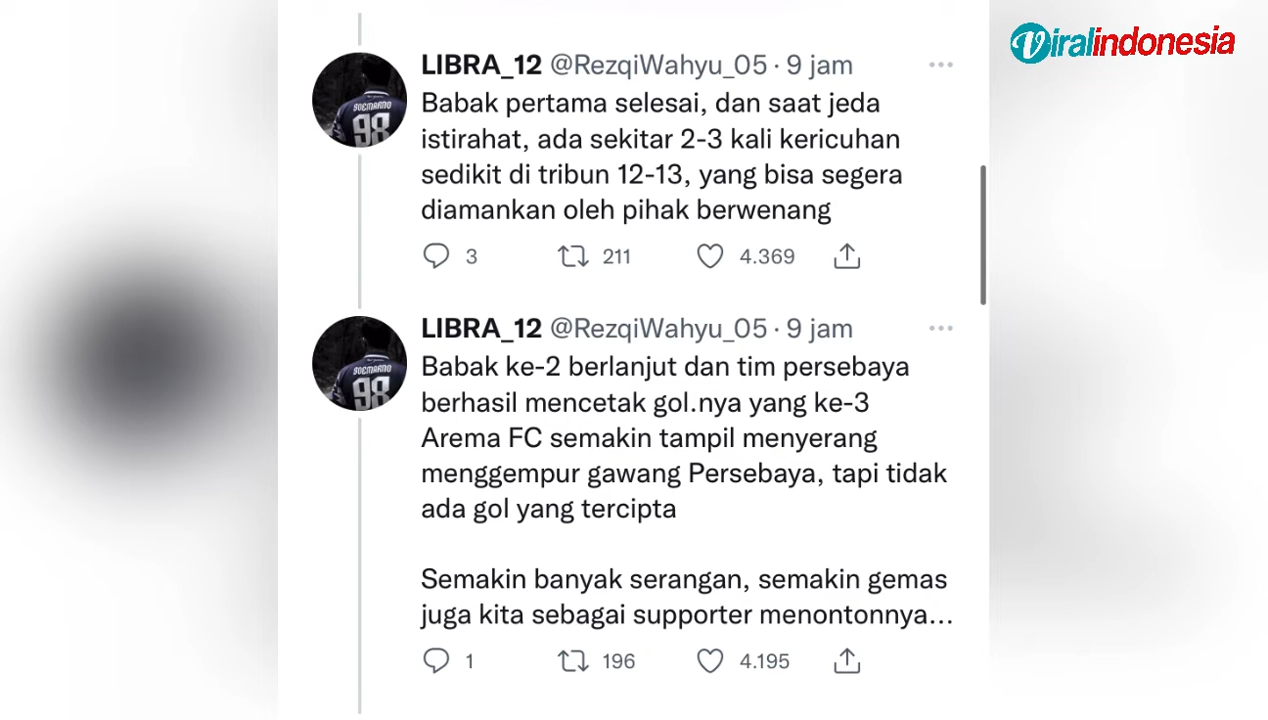 Viralindonesia
LIBRA_12 @RezqiWahyu_05 · 9 jam
Babak pertama selesai, dan saat jeda
istirahat, ada sekitar 2-3 kali kericuhan
sedikit di tribun 12-13, yang bisa segera
diamankan oleh pihak berwenang
3 211 4.369
SOEMARNO
98
LIBRA_12 @RezqiWahyu_05 · 9 jam
Babak ke-2 berlanjut dan tim persebaya
berhasil mencetak gol.nya yang ke-3
Arema FC semakin tampil menyerang
menggempur gawang Persebaya, tapi tidak
ada gol yang tercipta
Semakin banyak serangan, semakin gemas
juga kita sebagai supporter menontonnya...
1 196 4.195
SOEMARNO
98